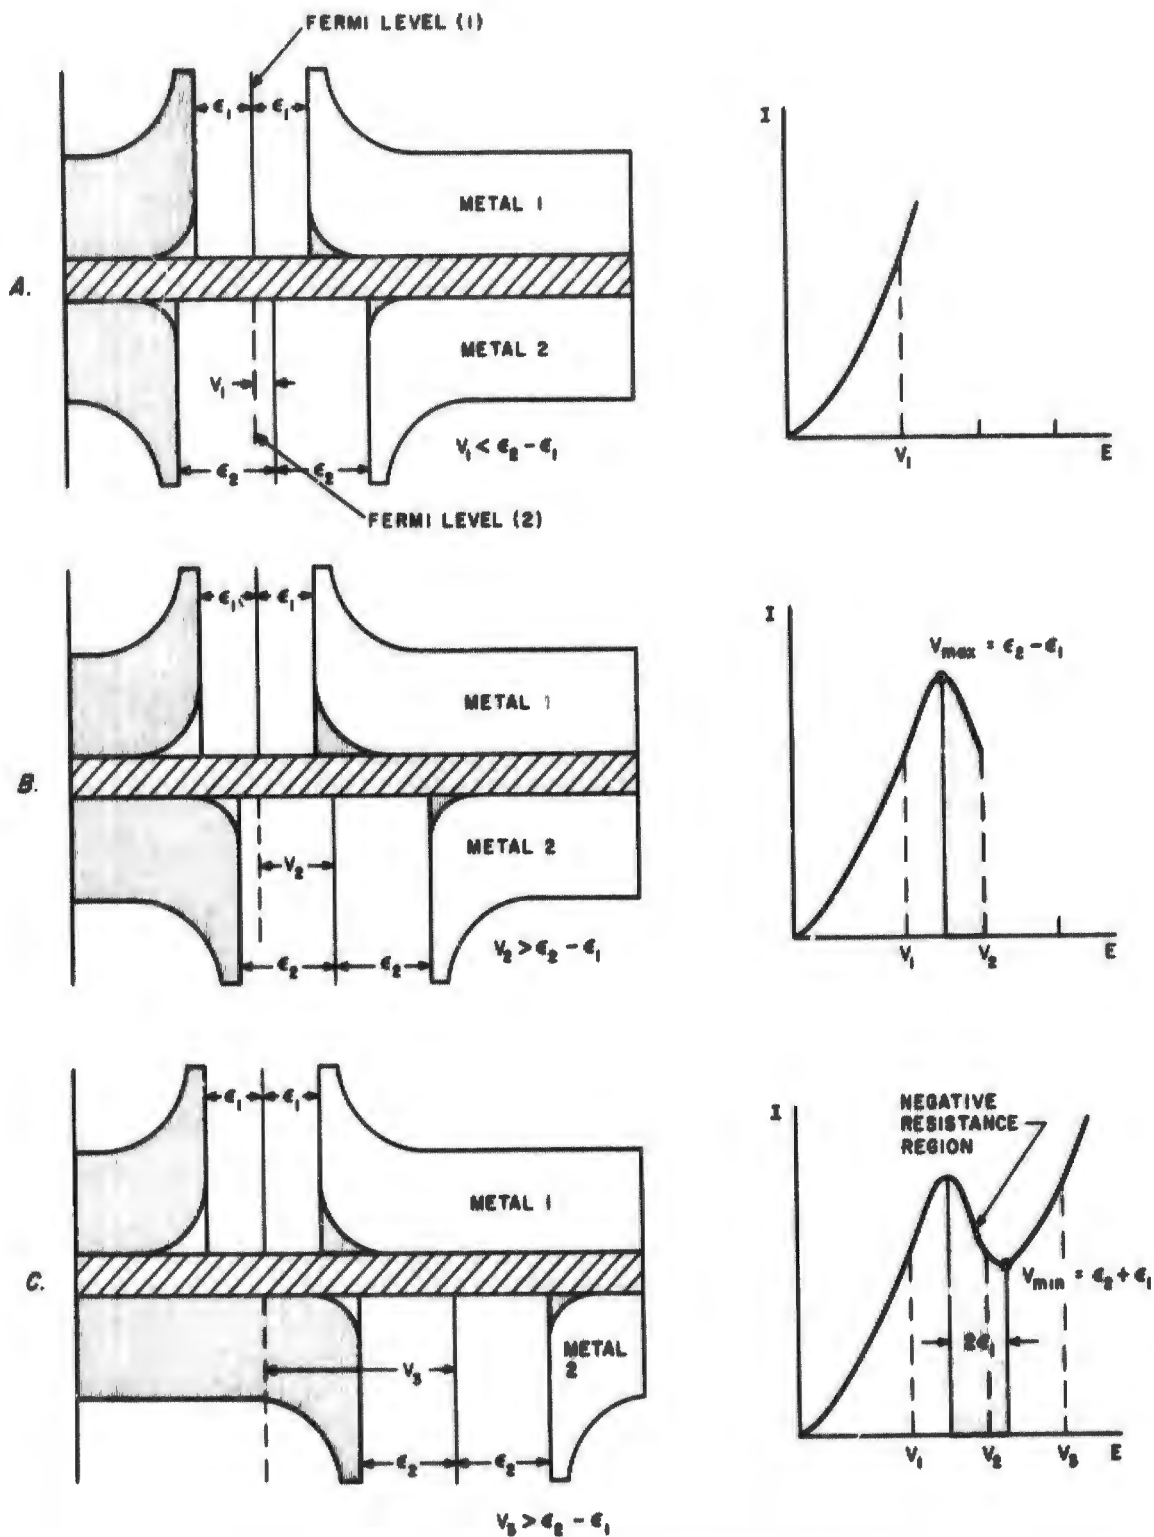 FERMI LEVEL (1)
ϵ₁ ϵ₁
I
METAL 1
A.
METAL 2
V₁
V₁ < ϵ₂ - ϵ₁
ϵ₂ ϵ₂
V₁ E
FERMI LEVEL (2)
ϵ₁ ϵ₁
I
Vmax = ϵ₂ - ϵ₁
METAL 1
B.
METAL 2
V₂
V₂ > ϵ₂ - ϵ₁
ϵ₂ ϵ₂
V₁ V₂ E
ϵ₁ ϵ₁
I
NEGATIVE
RESISTANCE
REGION
METAL 1
C.
Vmin = ϵ₂ + ϵ₁
METAL
2
V₃
2ϵ₁
ϵ₂ ϵ₂
V₁ V₂ V₃ E
V₃ > ϵ₂ - ϵ₁